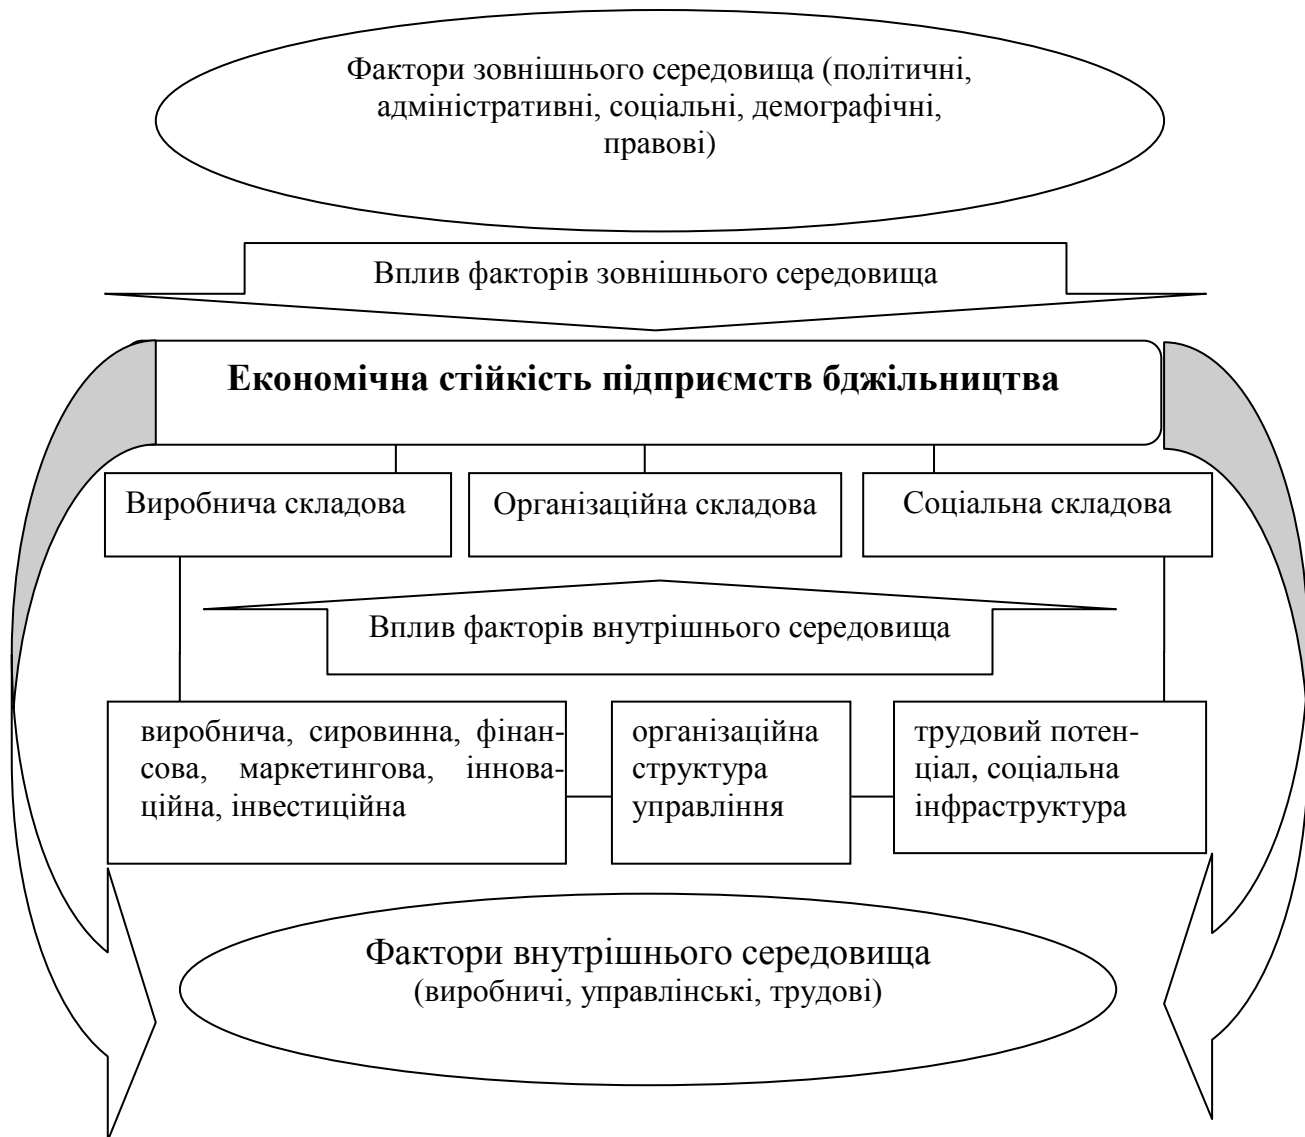 Фактори зовнішнього середовища (політичні,
адміністративні, соціальні, демографічні,
правові)
Вплив факторів зовнішнього середовища
Економічна стійкість підприємств бджільництва
Виробнича складова
Організаційна складова
Соціальна складова
Вплив факторів внутрішнього середовища
виробнича, сировинна, фінан-
сова, маркетингова, іннова-
ційна, інвестиційна
організаційна
структура
управління
трудовий потен-
ціал, соціальна
інфраструктура
Фактори внутрішнього середовища
(виробничі, управлінські, трудові)